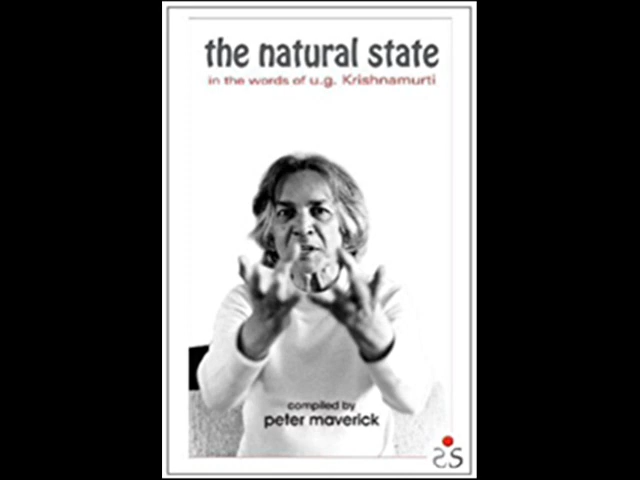 the natural state
in the words of u.g. Krishnamurti
compiled by
peter maverick